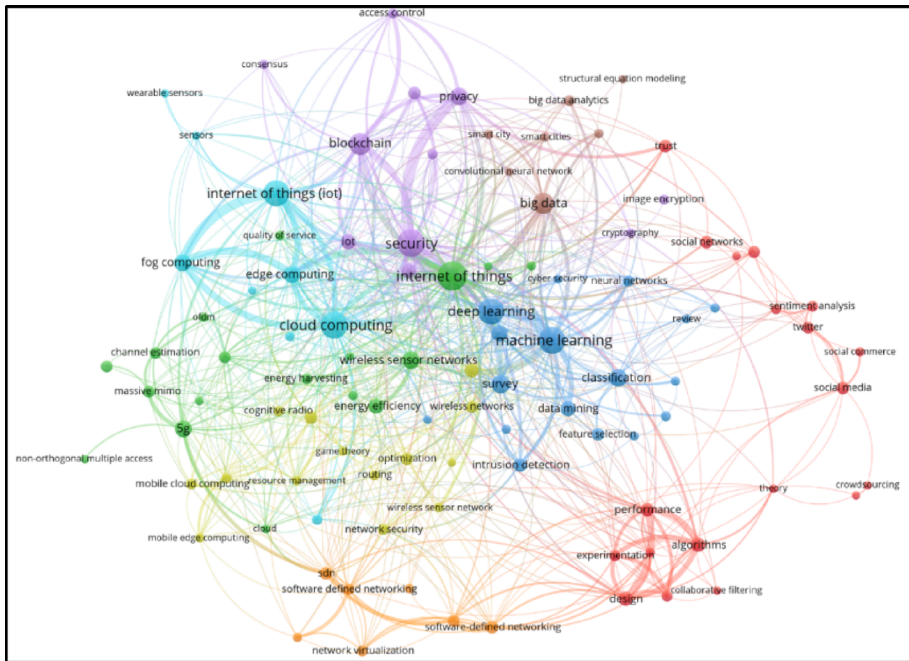 access control
consensus
structural equation modeling
wearable sensors
privacy
big data analytics
sensors
blockchain
smart city
smart cities
trust
convolutional neural network
internet of things (iot)
big data
image encryption
quality of service
iot
security
cryptography
social networks
fog computing
edge computing
internet of things
cyber security
neural networks
deep learning
sentiment analysis
ofdm
cloud computing
review
twitter
machine learning
channel estimation
wireless sensor networks
social commerce
energy harvesting
survey
classification
massive mimo
social media
cognitive radio
energy efficiency
wireless networks
data mining
5g
feature selection
game theory
non-orthogonal multiple access
optimization
intrusion detection
mobile cloud computing
resource management
routing
theory
crowdsourcing
wireless sensor network
performance
cloud
network security
mobile edge computing
algorithms
experimentation
sdn
software defined networking
collaborative filtering
design
software-defined networking
network virtualization